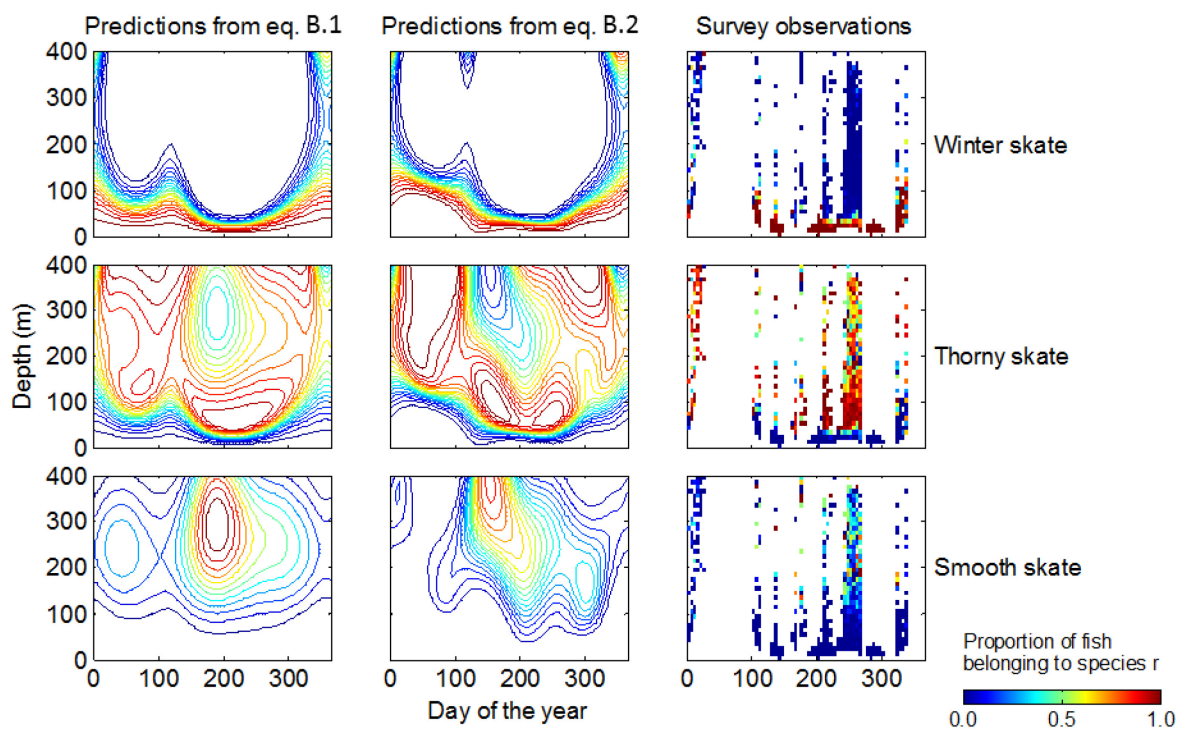 Predictions from eq. B.1
Predictions from eq. B.2
Survey observations
400
300
200
100
0
Winter skate
400
300
200
100
0
Thorny skate
Depth (m)
400
300
200
100
0
Smooth skate
0 100 200 300
0 100 200 300
0 100 200 300
Day of the year
Proportion of fish
belonging to species r
0.0 0.5 1.0